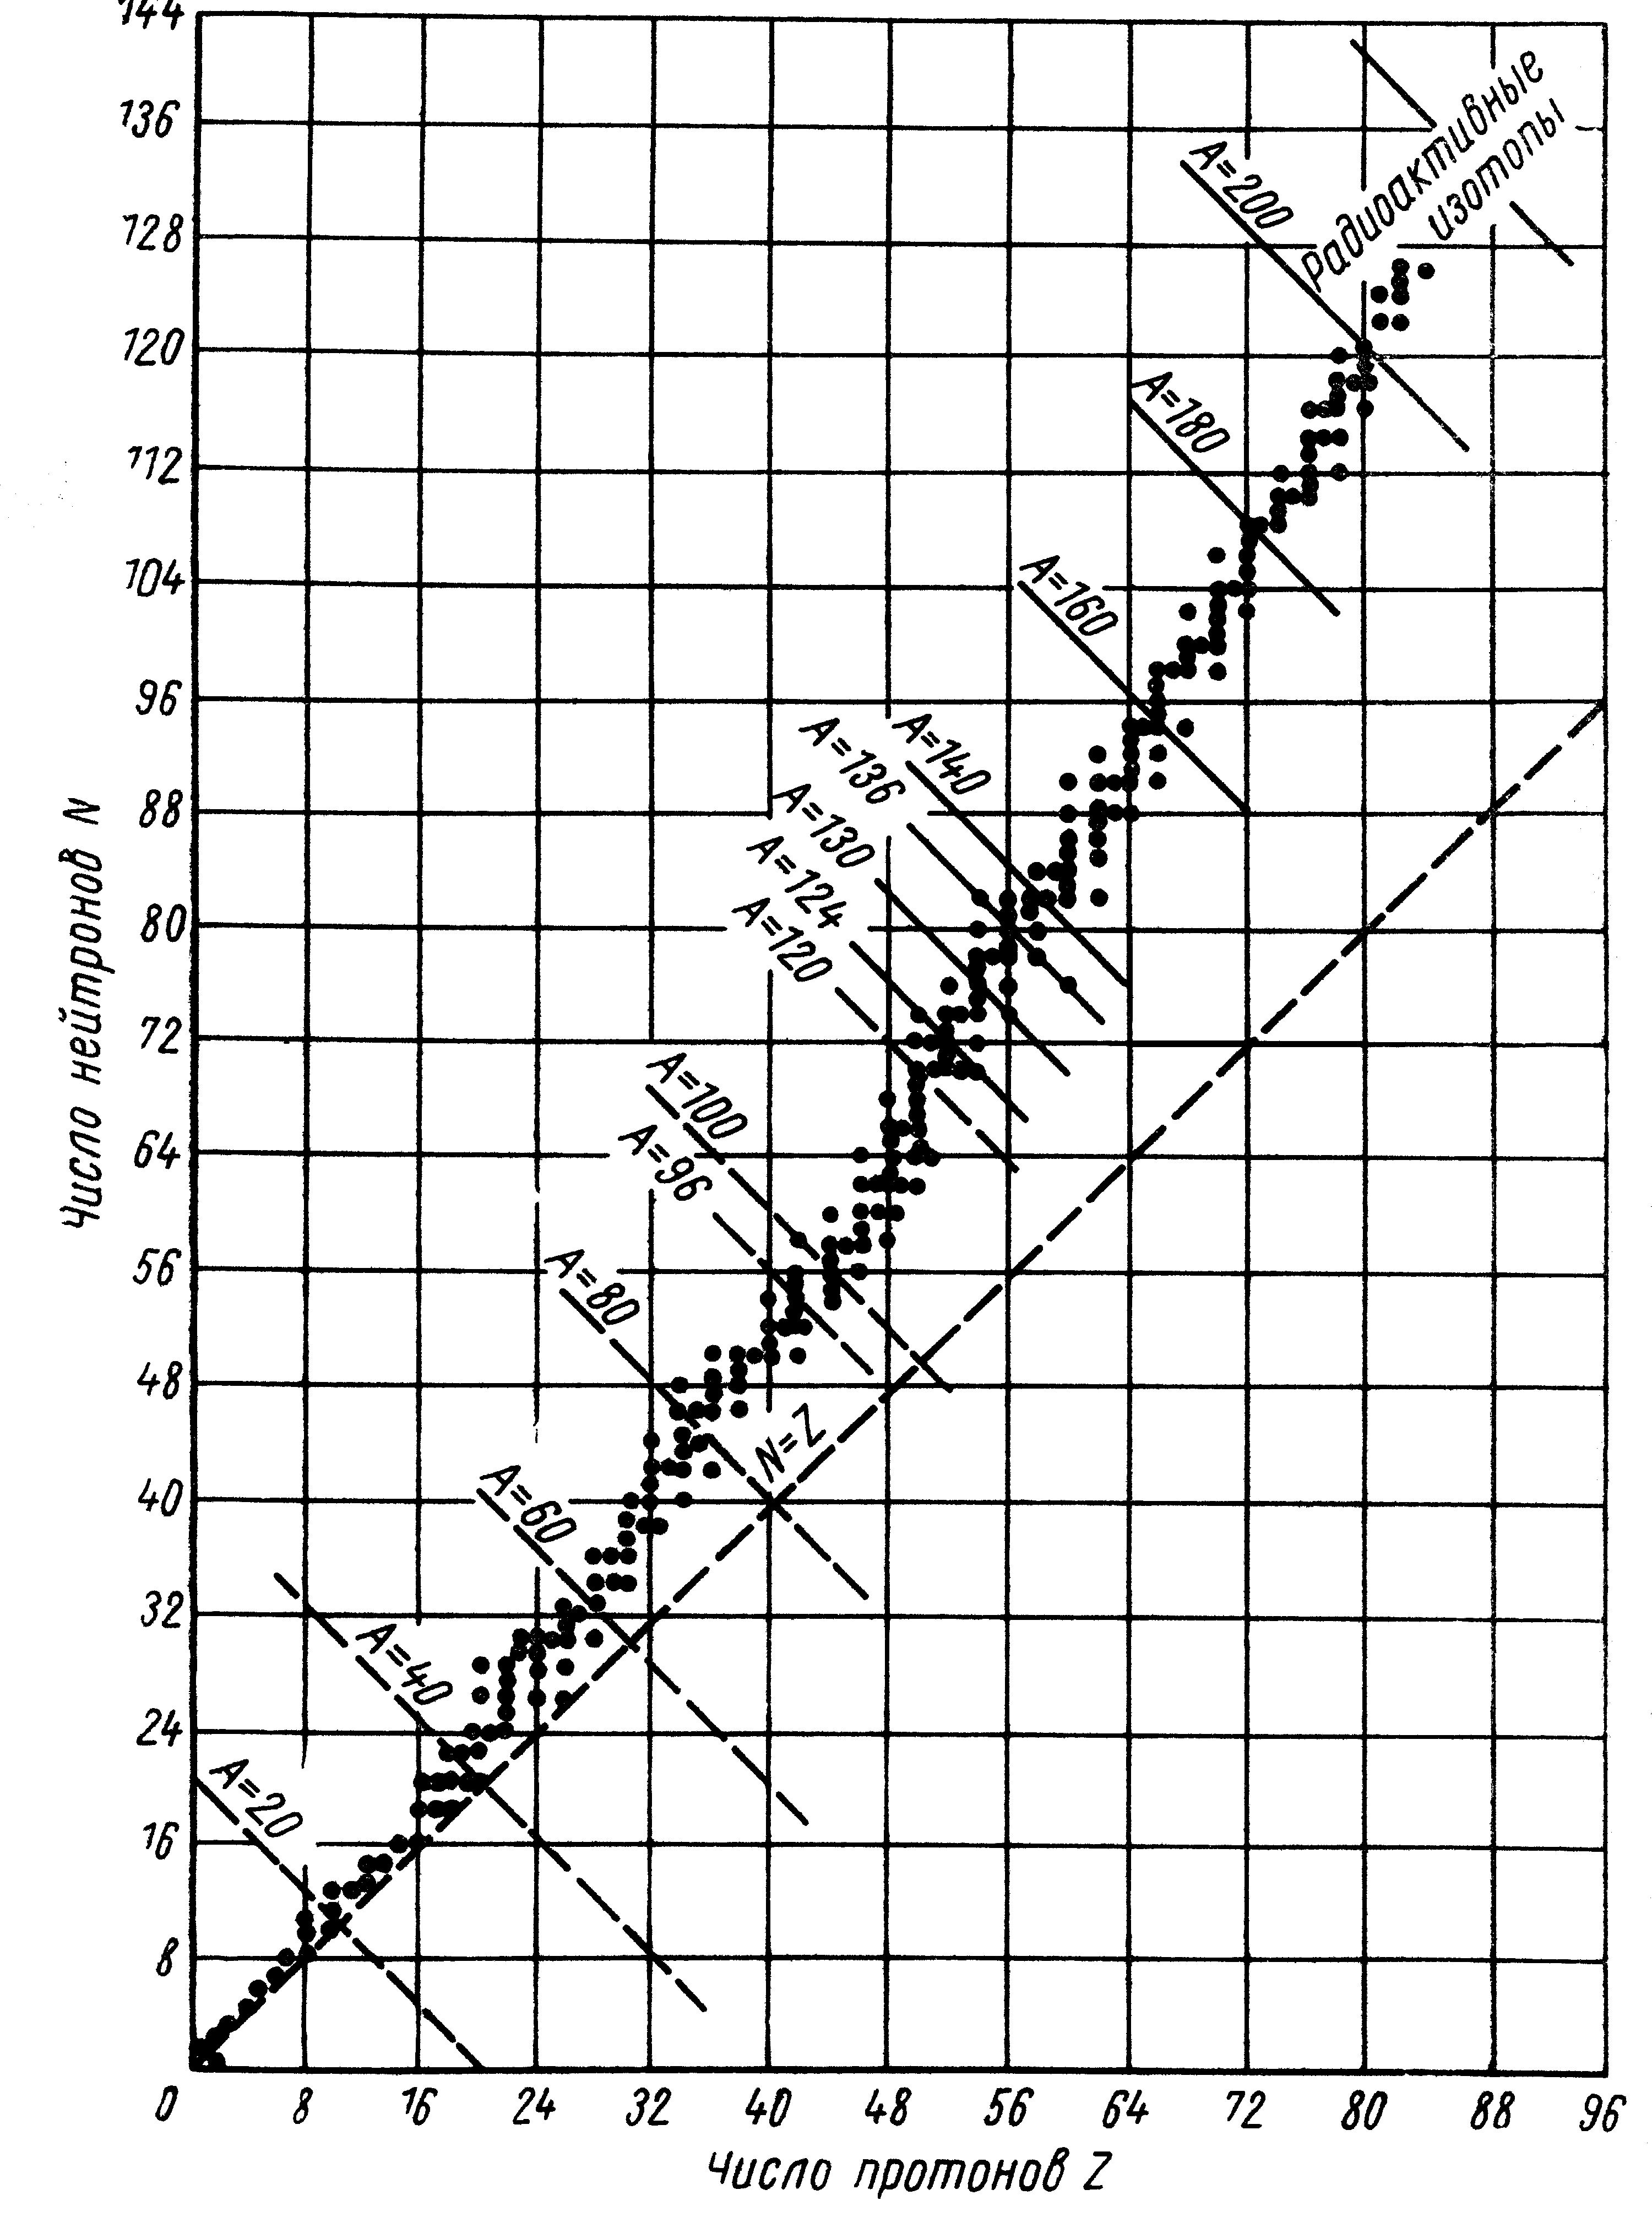 144
136
128
120
112
104
96
88
80
72
64
56
48
40
32
24
16
8
0
8
16
24
32
40
48
56
64
72
80
88
96
Число нейтронов N
Число протонов Z
Радиоактивные
изотопы
A=200
A=180
A=160
A=140
A=136
A=130
A=124
A=120
A=100
A=96
A=80
A=60
A=40
A=20
N=Z